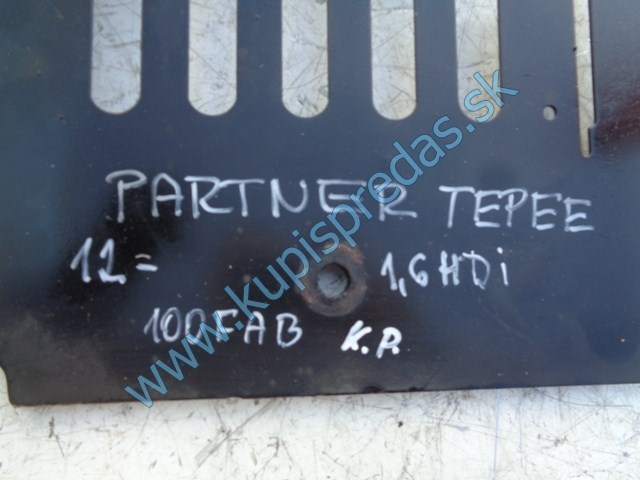 PARTNER TEPEE
12= 1,6HDi
100FAB K.P.
www.kupispredas.sk